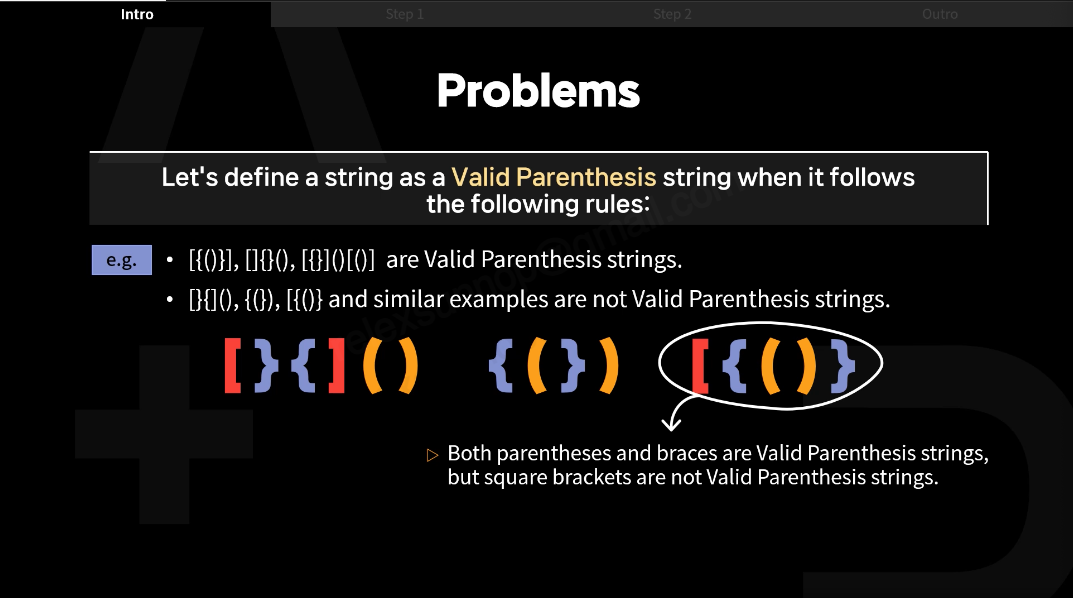 Intro
Step 1
Step 2
Outro
Problems
Let's define a string as a Valid Parenthesis string when it follows
the following rules:
e.g.
• [{()}], []{}(), [{}]()[()] are Valid Parenthesis strings.
• []{](), {(}), [{()} and similar examples are not Valid Parenthesis strings.
[}{]() {(}) [{()}
▷ Both parentheses and braces are Valid Parenthesis strings,
but square brackets are not Valid Parenthesis strings.